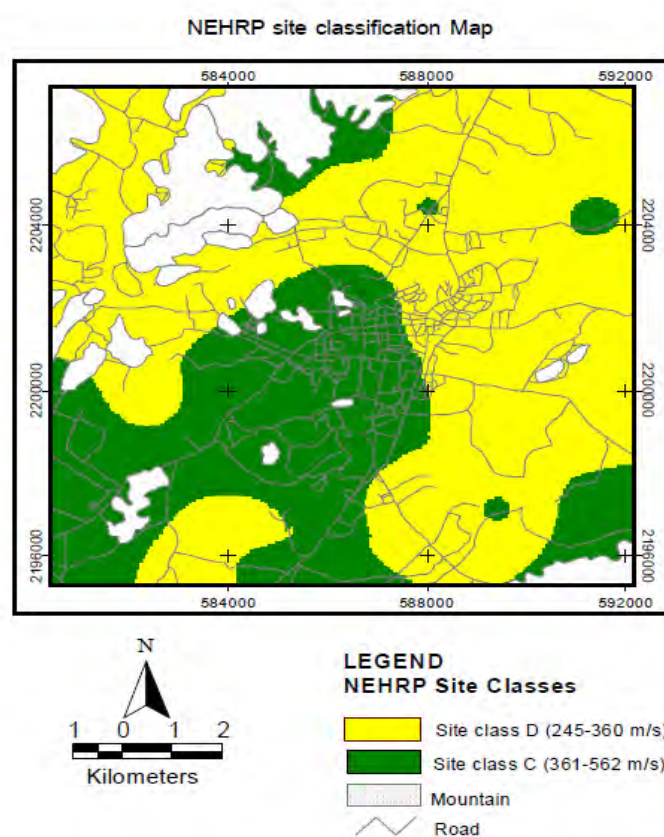 NEHRP site classification Map
584000 588000 592000
2204000 2204000
2200000 2200000
2196000 2196000
584000 588000 592000
N
1 0 1 2
Kilometers
LEGEND
NEHRP Site Classes
Site class D (245-360 m/s)
Site class C (361-562 m/s)
Mountain
Road